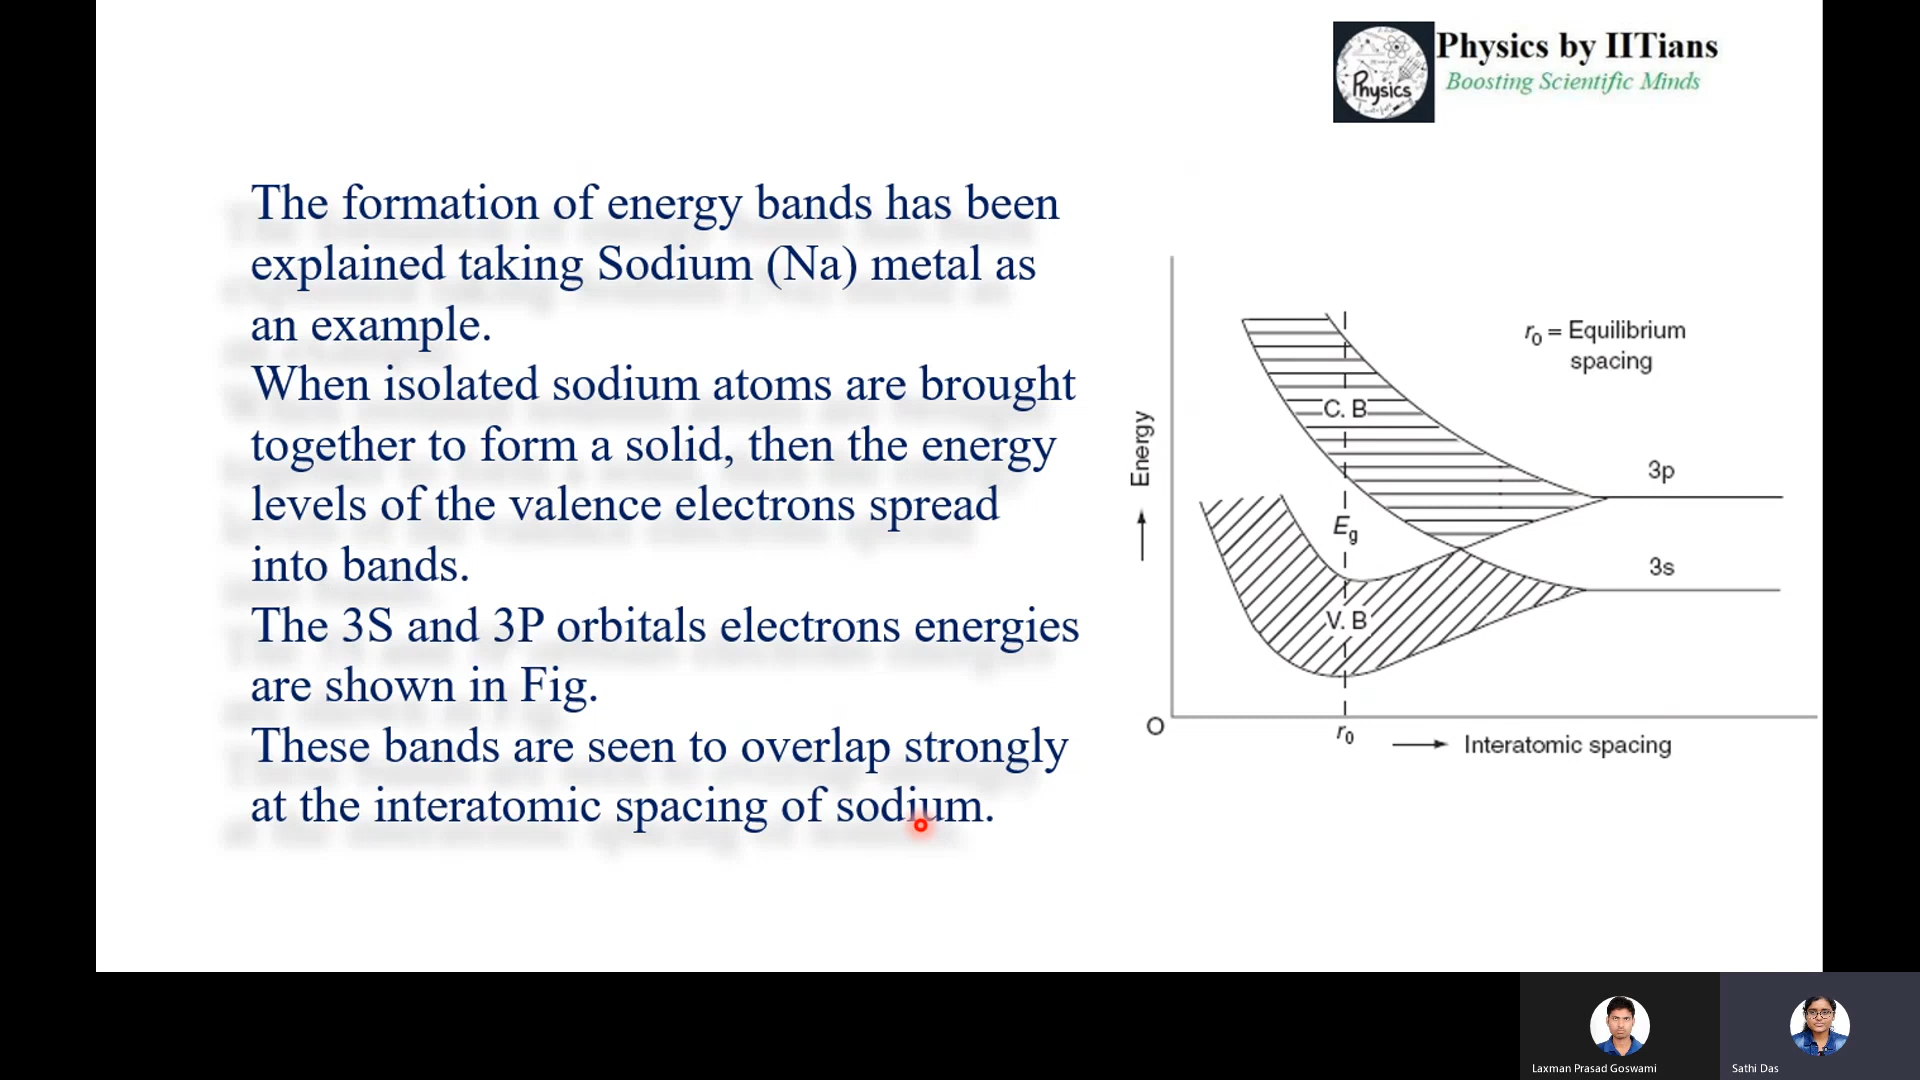 Physics by IITians
Boosting Scientific Minds
Physics
The formation of energy bands has been
explained taking Sodium (Na) metal as
an example.
When isolated sodium atoms are brought
together to form a solid, then the energy
levels of the valence electrons spread
into bands.
The 3S and 3P orbitals electrons energies
are shown in Fig.
These bands are seen to overlap strongly
at the interatomic spacing of sodium.
r₀ = Equilibrium
spacing
C. B
Energy
3p
E_g
3s
V. B
O
r₀
Interatomic spacing
Laxman Prasad Goswami
Sathi Das